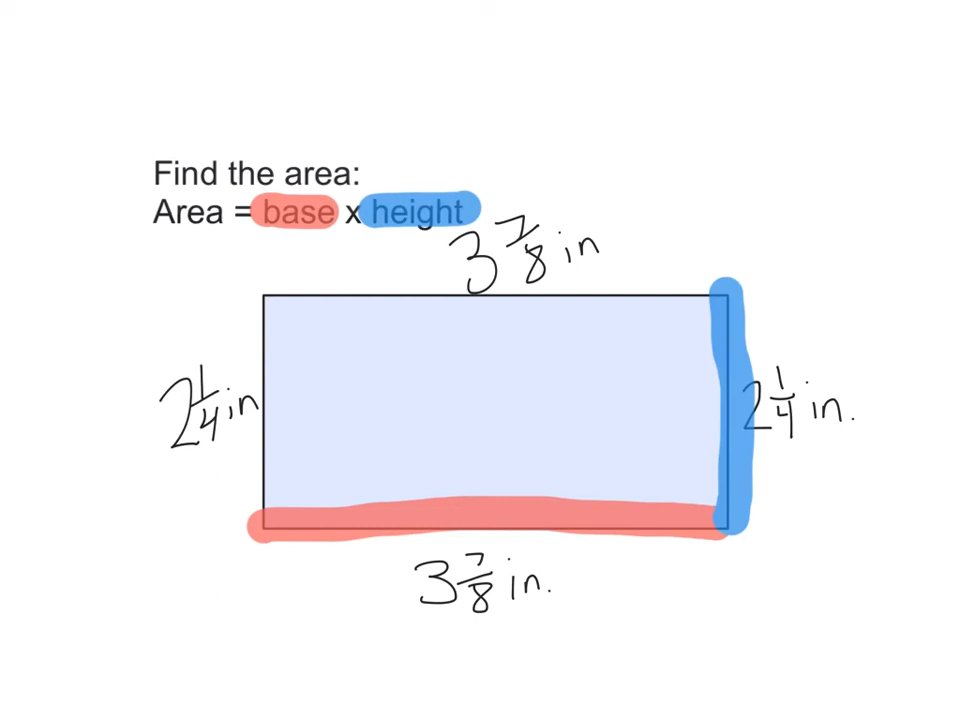 Find the area:
Area = base x height
3 7/8 in
2 1/4 in
2 1/4 in.
3 7/8 in.